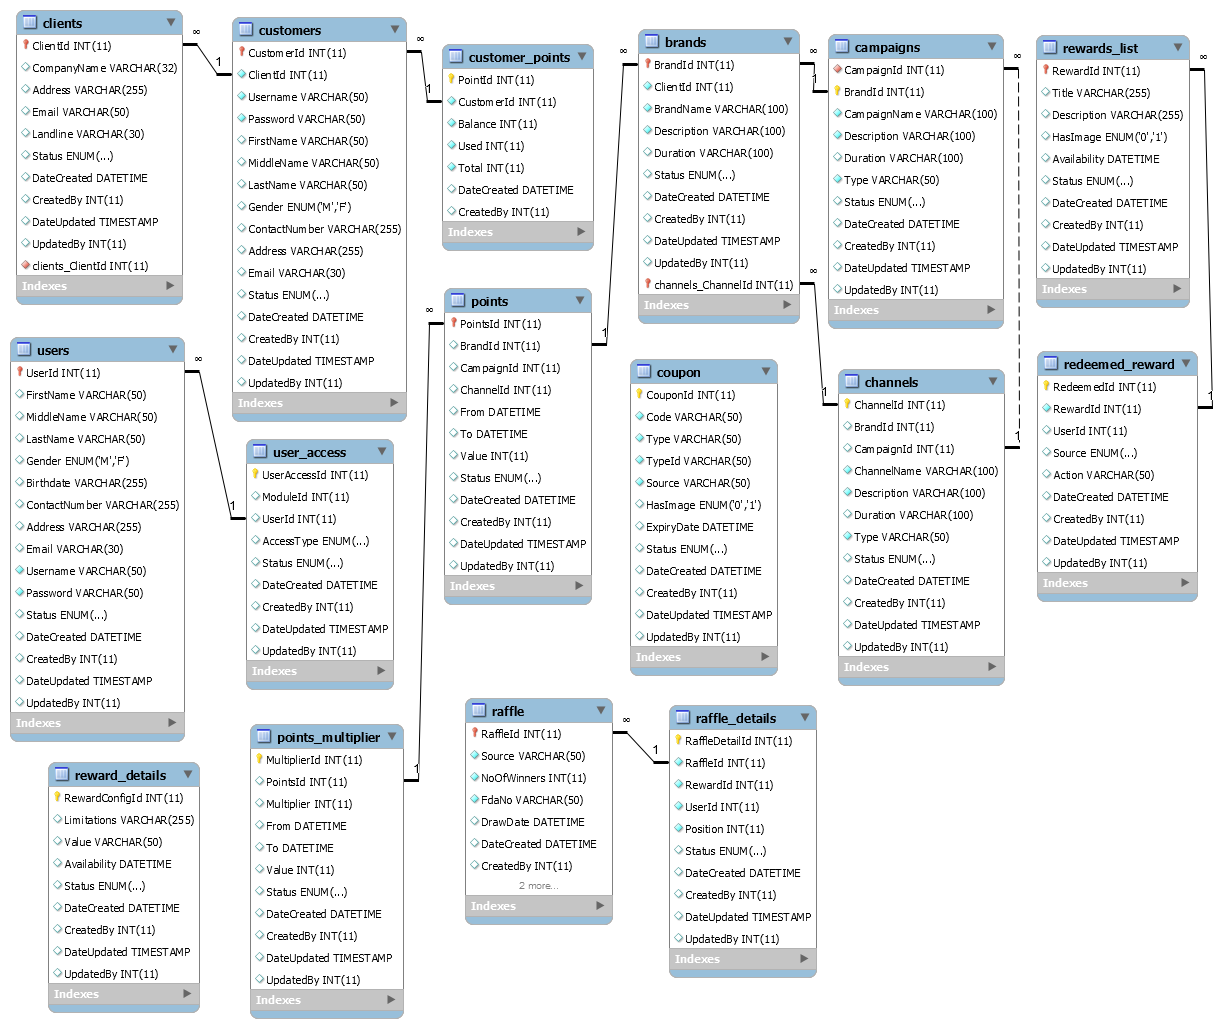 clients
ClientId INT(11)
CompanyName VARCHAR(32)
Address VARCHAR(255)
Email VARCHAR(50)
Landline VARCHAR(30)
Status ENUM(...)
DateCreated DATETIME
CreatedBy INT(11)
DateUpdated TIMESTAMP
UpdatedBy INT(11)
clients_ClientId INT(11)
Indexes
∞
1
customers
CustomerId INT(11)
ClientId INT(11)
Username VARCHAR(50)
Password VARCHAR(50)
FirstName VARCHAR(50)
MiddleName VARCHAR(50)
LastName VARCHAR(50)
Gender ENUM('M','F')
ContactNumber VARCHAR(255)
Address VARCHAR(255)
Email VARCHAR(30)
Status ENUM(...)
DateCreated DATETIME
CreatedBy INT(11)
DateUpdated TIMESTAMP
UpdatedBy INT(11)
Indexes
∞
1
customer_points
PointId INT(11)
CustomerId INT(11)
Balance INT(11)
Used INT(11)
Total INT(11)
DateCreated DATETIME
CreatedBy INT(11)
Indexes
∞
1
brands
BrandId INT(11)
ClientId INT(11)
BrandName VARCHAR(100)
Description VARCHAR(100)
Duration VARCHAR(100)
Status ENUM(...)
DateCreated DATETIME
CreatedBy INT(11)
DateUpdated TIMESTAMP
UpdatedBy INT(11)
channels_ChannelId INT(11)
Indexes
∞
1
∞
1
campaigns
CampaignId INT(11)
BrandId INT(11)
CampaignName VARCHAR(100)
Description VARCHAR(100)
Duration VARCHAR(100)
Type VARCHAR(50)
Status ENUM(...)
DateCreated DATETIME
CreatedBy INT(11)
DateUpdated TIMESTAMP
UpdatedBy INT(11)
Indexes
∞
1
rewards_list
RewardId INT(11)
Title VARCHAR(255)
Description VARCHAR(255)
HasImage ENUM('0','1')
Availability DATETIME
Status ENUM(...)
DateCreated DATETIME
CreatedBy INT(11)
DateUpdated TIMESTAMP
UpdatedBy INT(11)
Indexes
∞
1
users
UserId INT(11)
FirstName VARCHAR(50)
MiddleName VARCHAR(50)
LastName VARCHAR(50)
Gender ENUM('M','F')
Birthdate VARCHAR(255)
ContactNumber VARCHAR(255)
Address VARCHAR(255)
Email VARCHAR(30)
Username VARCHAR(50)
Password VARCHAR(50)
Status ENUM(...)
DateCreated DATETIME
CreatedBy INT(11)
DateUpdated TIMESTAMP
UpdatedBy INT(11)
Indexes
∞
1
user_access
UserAccessId INT(11)
ModuleId INT(11)
UserId INT(11)
AccessType ENUM(...)
Status ENUM(...)
DateCreated DATETIME
CreatedBy INT(11)
DateUpdated TIMESTAMP
UpdatedBy INT(11)
Indexes
points
PointsId INT(11)
BrandId INT(11)
CampaignId INT(11)
ChannelId INT(11)
From DATETIME
To DATETIME
Value INT(11)
Status ENUM(...)
DateCreated DATETIME
CreatedBy INT(11)
DateUpdated TIMESTAMP
UpdatedBy INT(11)
Indexes
∞
1
coupon
CouponId INT(11)
Code VARCHAR(50)
Type VARCHAR(50)
TypeId VARCHAR(50)
Source VARCHAR(50)
HasImage ENUM('0','1')
ExpiryDate DATETIME
Status ENUM(...)
DateCreated DATETIME
CreatedBy INT(11)
DateUpdated TIMESTAMP
UpdatedBy INT(11)
Indexes
channels
ChannelId INT(11)
BrandId INT(11)
CampaignId INT(11)
ChannelName VARCHAR(100)
Description VARCHAR(100)
Duration VARCHAR(100)
Type VARCHAR(50)
Status ENUM(...)
DateCreated DATETIME
CreatedBy INT(11)
DateUpdated TIMESTAMP
UpdatedBy INT(11)
Indexes
∞
1
redeemed_reward
RedeemedId INT(11)
RewardId INT(11)
UserId INT(11)
Source ENUM(...)
Action VARCHAR(50)
DateCreated DATETIME
CreatedBy INT(11)
DateUpdated TIMESTAMP
UpdatedBy INT(11)
Indexes
reward_details
RewardConfigId INT(11)
Limitations VARCHAR(255)
Value VARCHAR(50)
Availability DATETIME
Status ENUM(...)
DateCreated DATETIME
CreatedBy INT(11)
DateUpdated TIMESTAMP
UpdatedBy INT(11)
Indexes
points_multiplier
MultiplierId INT(11)
PointsId INT(11)
Multiplier INT(11)
From DATETIME
To DATETIME
Value INT(11)
Status ENUM(...)
DateCreated DATETIME
CreatedBy INT(11)
DateUpdated TIMESTAMP
UpdatedBy INT(11)
Indexes
raffle
RaffleId INT(11)
Source VARCHAR(50)
NoOfWinners INT(11)
FdaNo VARCHAR(50)
DrawDate DATETIME
DateCreated DATETIME
CreatedBy INT(11)
2 more...
Indexes
∞
1
raffle_details
RaffleDetailId INT(11)
RaffleId INT(11)
RewardId INT(11)
UserId INT(11)
Position INT(11)
Status ENUM(...)
DateCreated DATETIME
CreatedBy INT(11)
DateUpdated TIMESTAMP
UpdatedBy INT(11)
Indexes